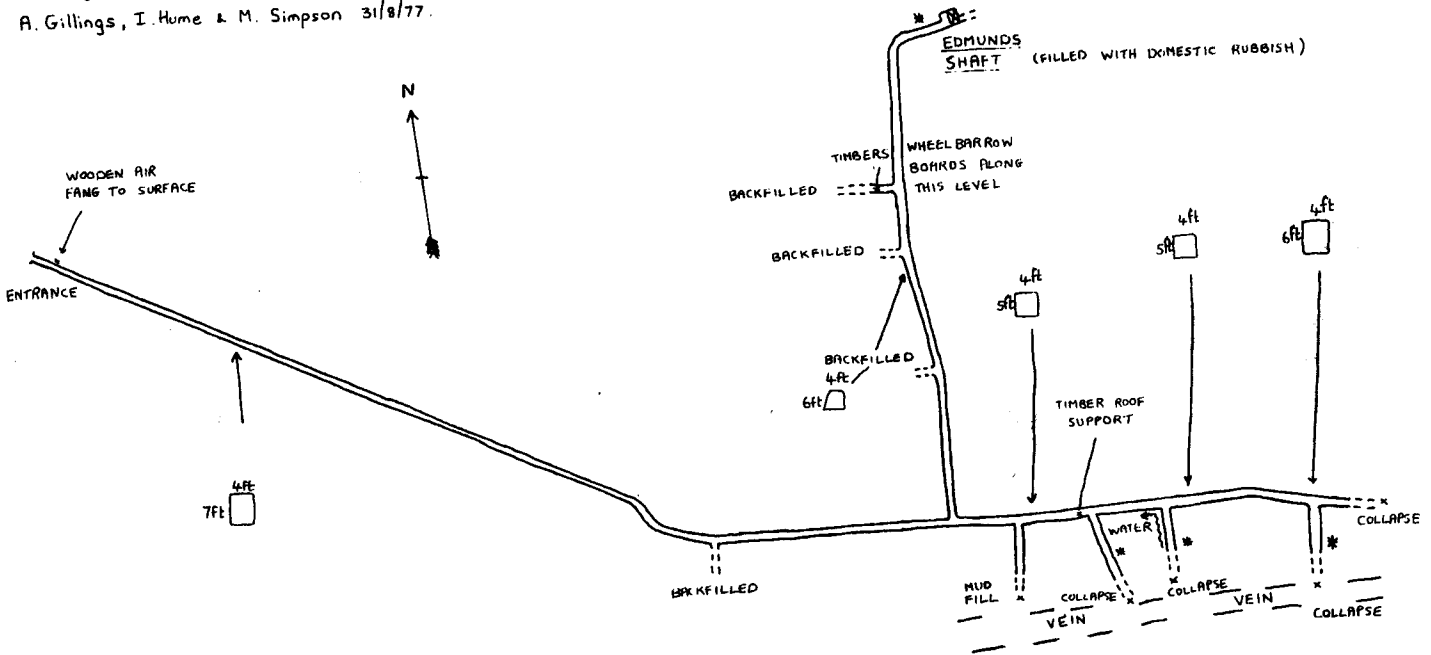 A. Gillings, I. Hume & M. Simpson 31/8/77.
EDMUNDS
SHAFT (FILLED WITH DOMESTIC RUBBISH)
N
WOODEN AIR
FANG TO SURFACE
ENTRANCE
TIMBERS
WHEELBARROW
BOARDS ALONG
THIS LEVEL
BACKFILLED
BACKFILLED
BACKFILLED
4ft
6ft
4ft
5ft
4ft
5ft
4ft
6ft
4ft
7ft
TIMBER ROOF
SUPPORT
WATER
COLLAPSE
BACKFILLED
MUD
FILL
COLLAPSE
COLLAPSE
VEIN
VEIN
COLLAPSE